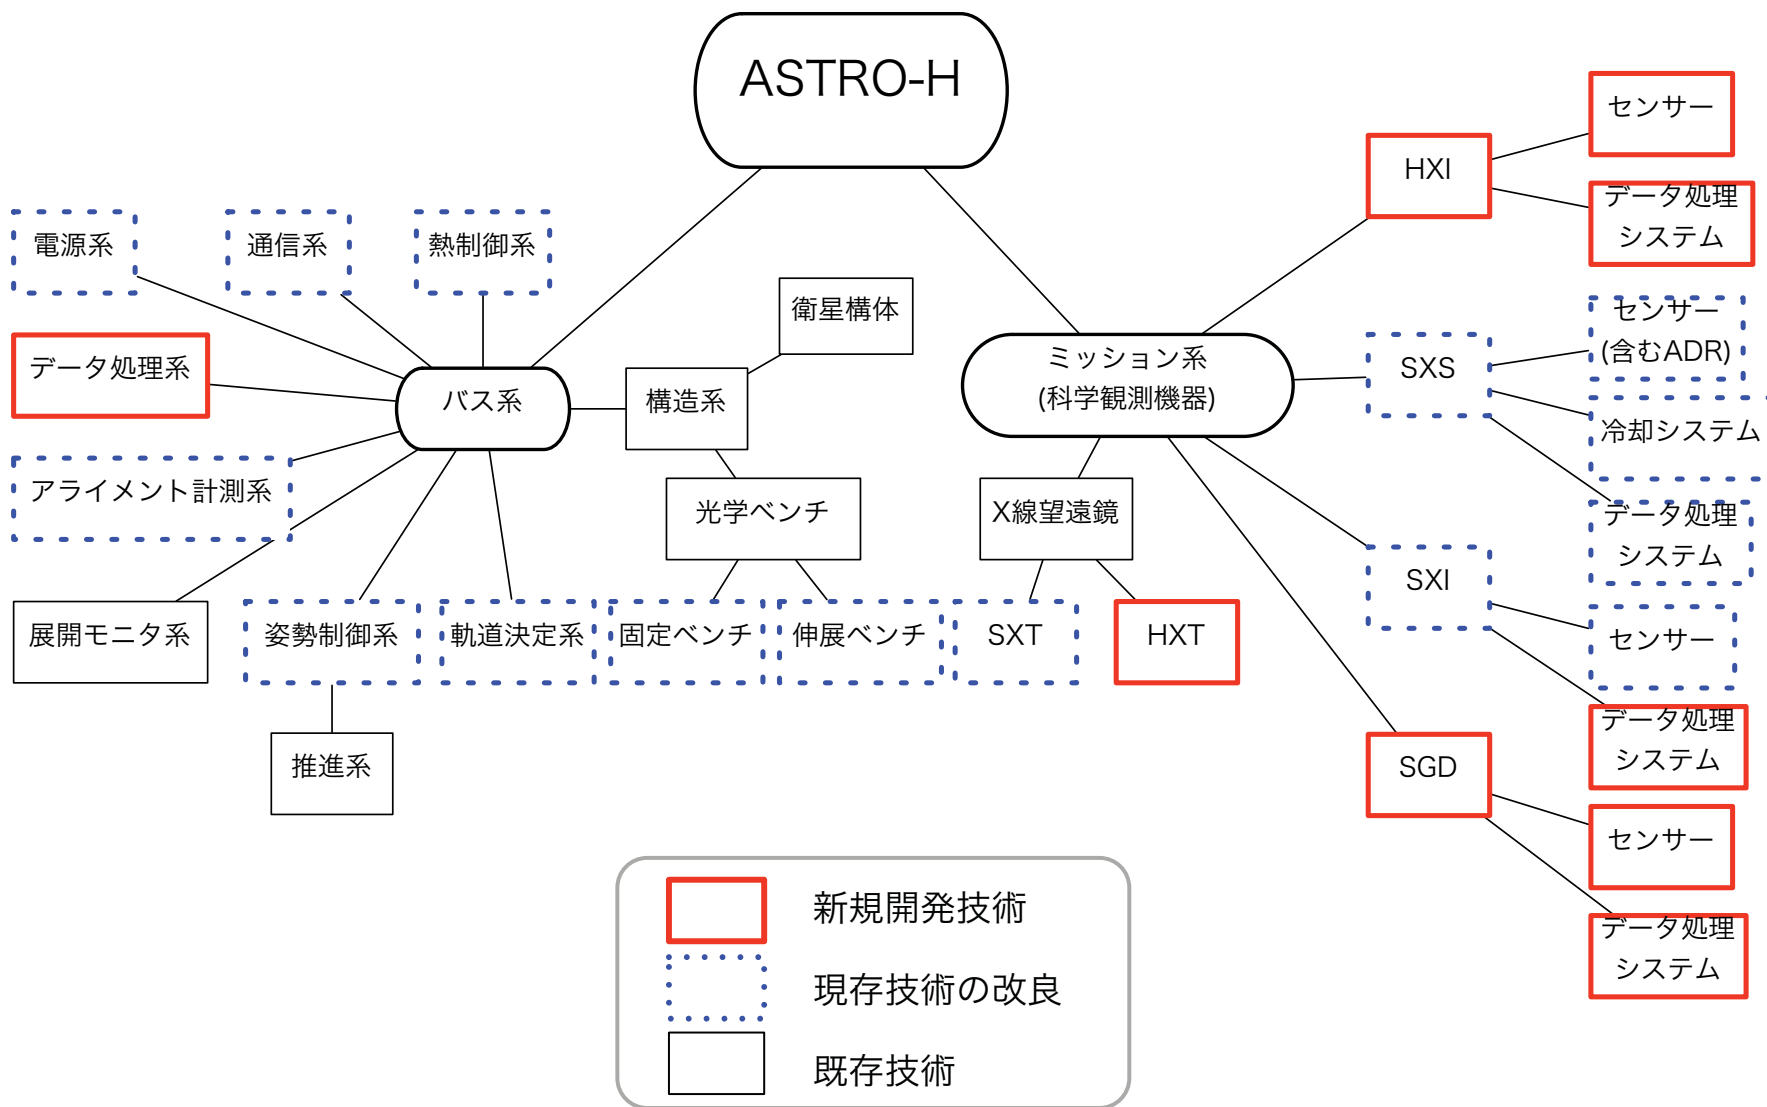 ASTRO-H
センサー
HXI
データ処理
システム
電源系
通信系
熱制御系
衛星構体
センサー
(含むADR)
データ処理系
バス系
構造系
ミッション系
(科学観測機器)
SXS
冷却システム
アライメント計測系
光学ベンチ
X線望遠鏡
データ処理
システム
SXI
展開モニタ系
姿勢制御系
軌道決定系
固定ベンチ
伸展ベンチ
SXT
HXT
センサー
データ処理
システム
推進系
SGD
センサー
データ処理
システム
新規開発技術
現存技術の改良
既存技術